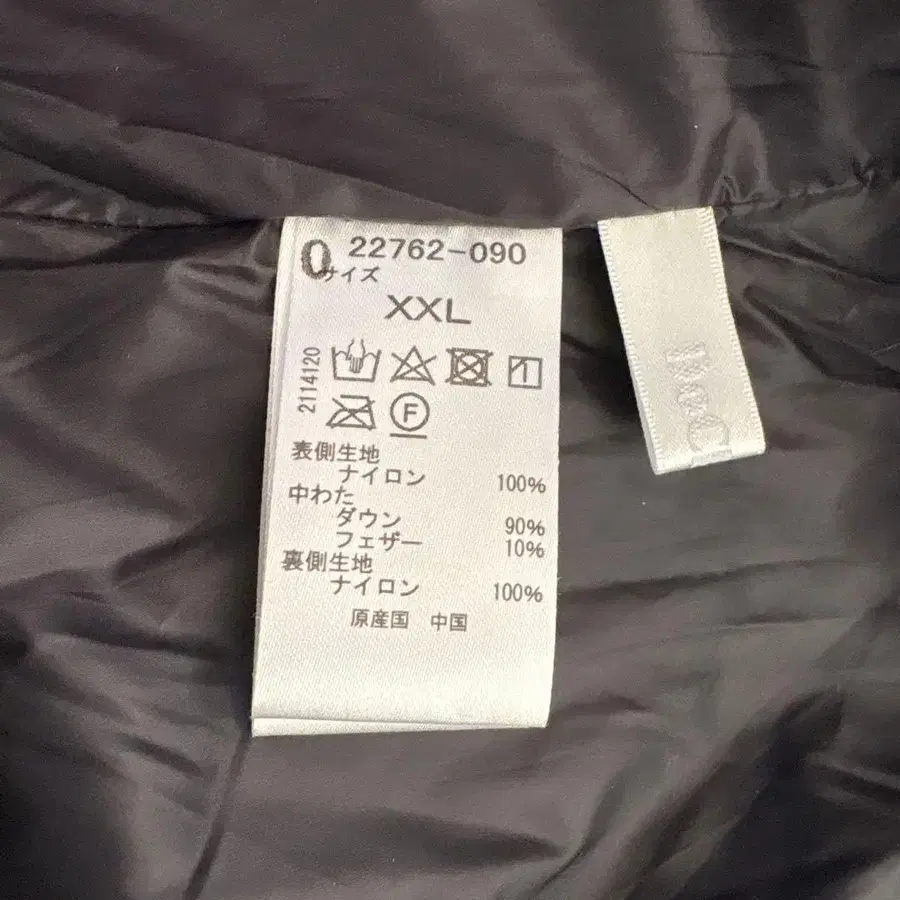 0 22762-090
サイズ
XXL
2114120
F
表側生地
ナイロン 100%
中わた
ダウン 90%
フェザー 10%
裏側生地
ナイロン 100%
原産国 中国